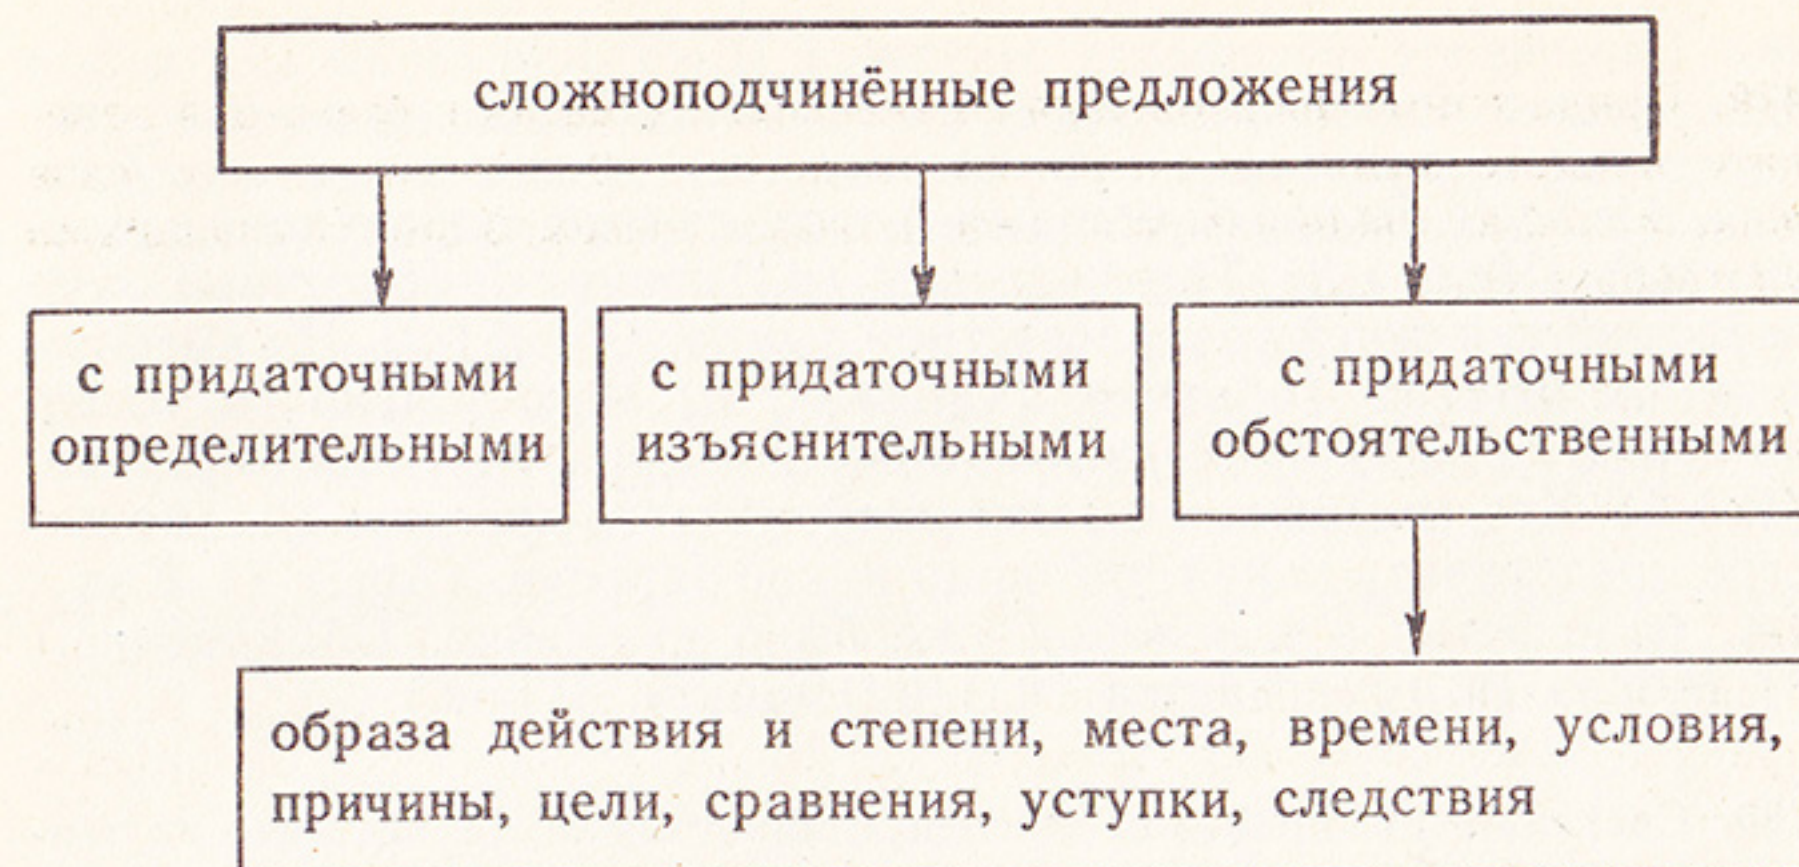 сложноподчинённые предложения
с придаточными
определительными
с придаточными
изъяснительными
с придаточными
обстоятельственными
образа действия и степени, места, времени, условия,
причины, цели, сравнения, уступки, следствия